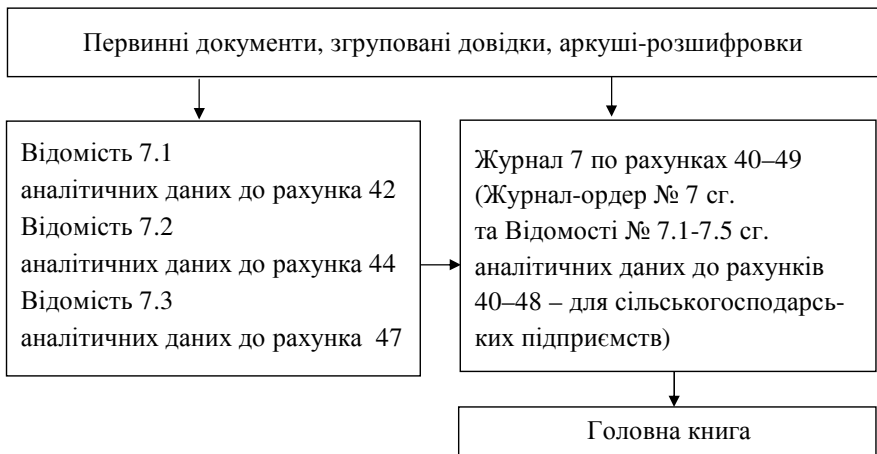 Первинні документи, згруповані довідки, аркуші-розшифровки
Відомість 7.1
аналітичних даних до рахунка 42
Відомість 7.2
аналітичних даних до рахунка 44
Відомість 7.3
аналітичних даних до рахунка 47
Журнал 7 по рахунках 40–49
(Журнал-ордер № 7 сг.
та Відомості № 7.1-7.5 сг.
аналітичних даних до рахунків
40–48 – для сільськогосподарсь-
ких підприємств)
Головна книга